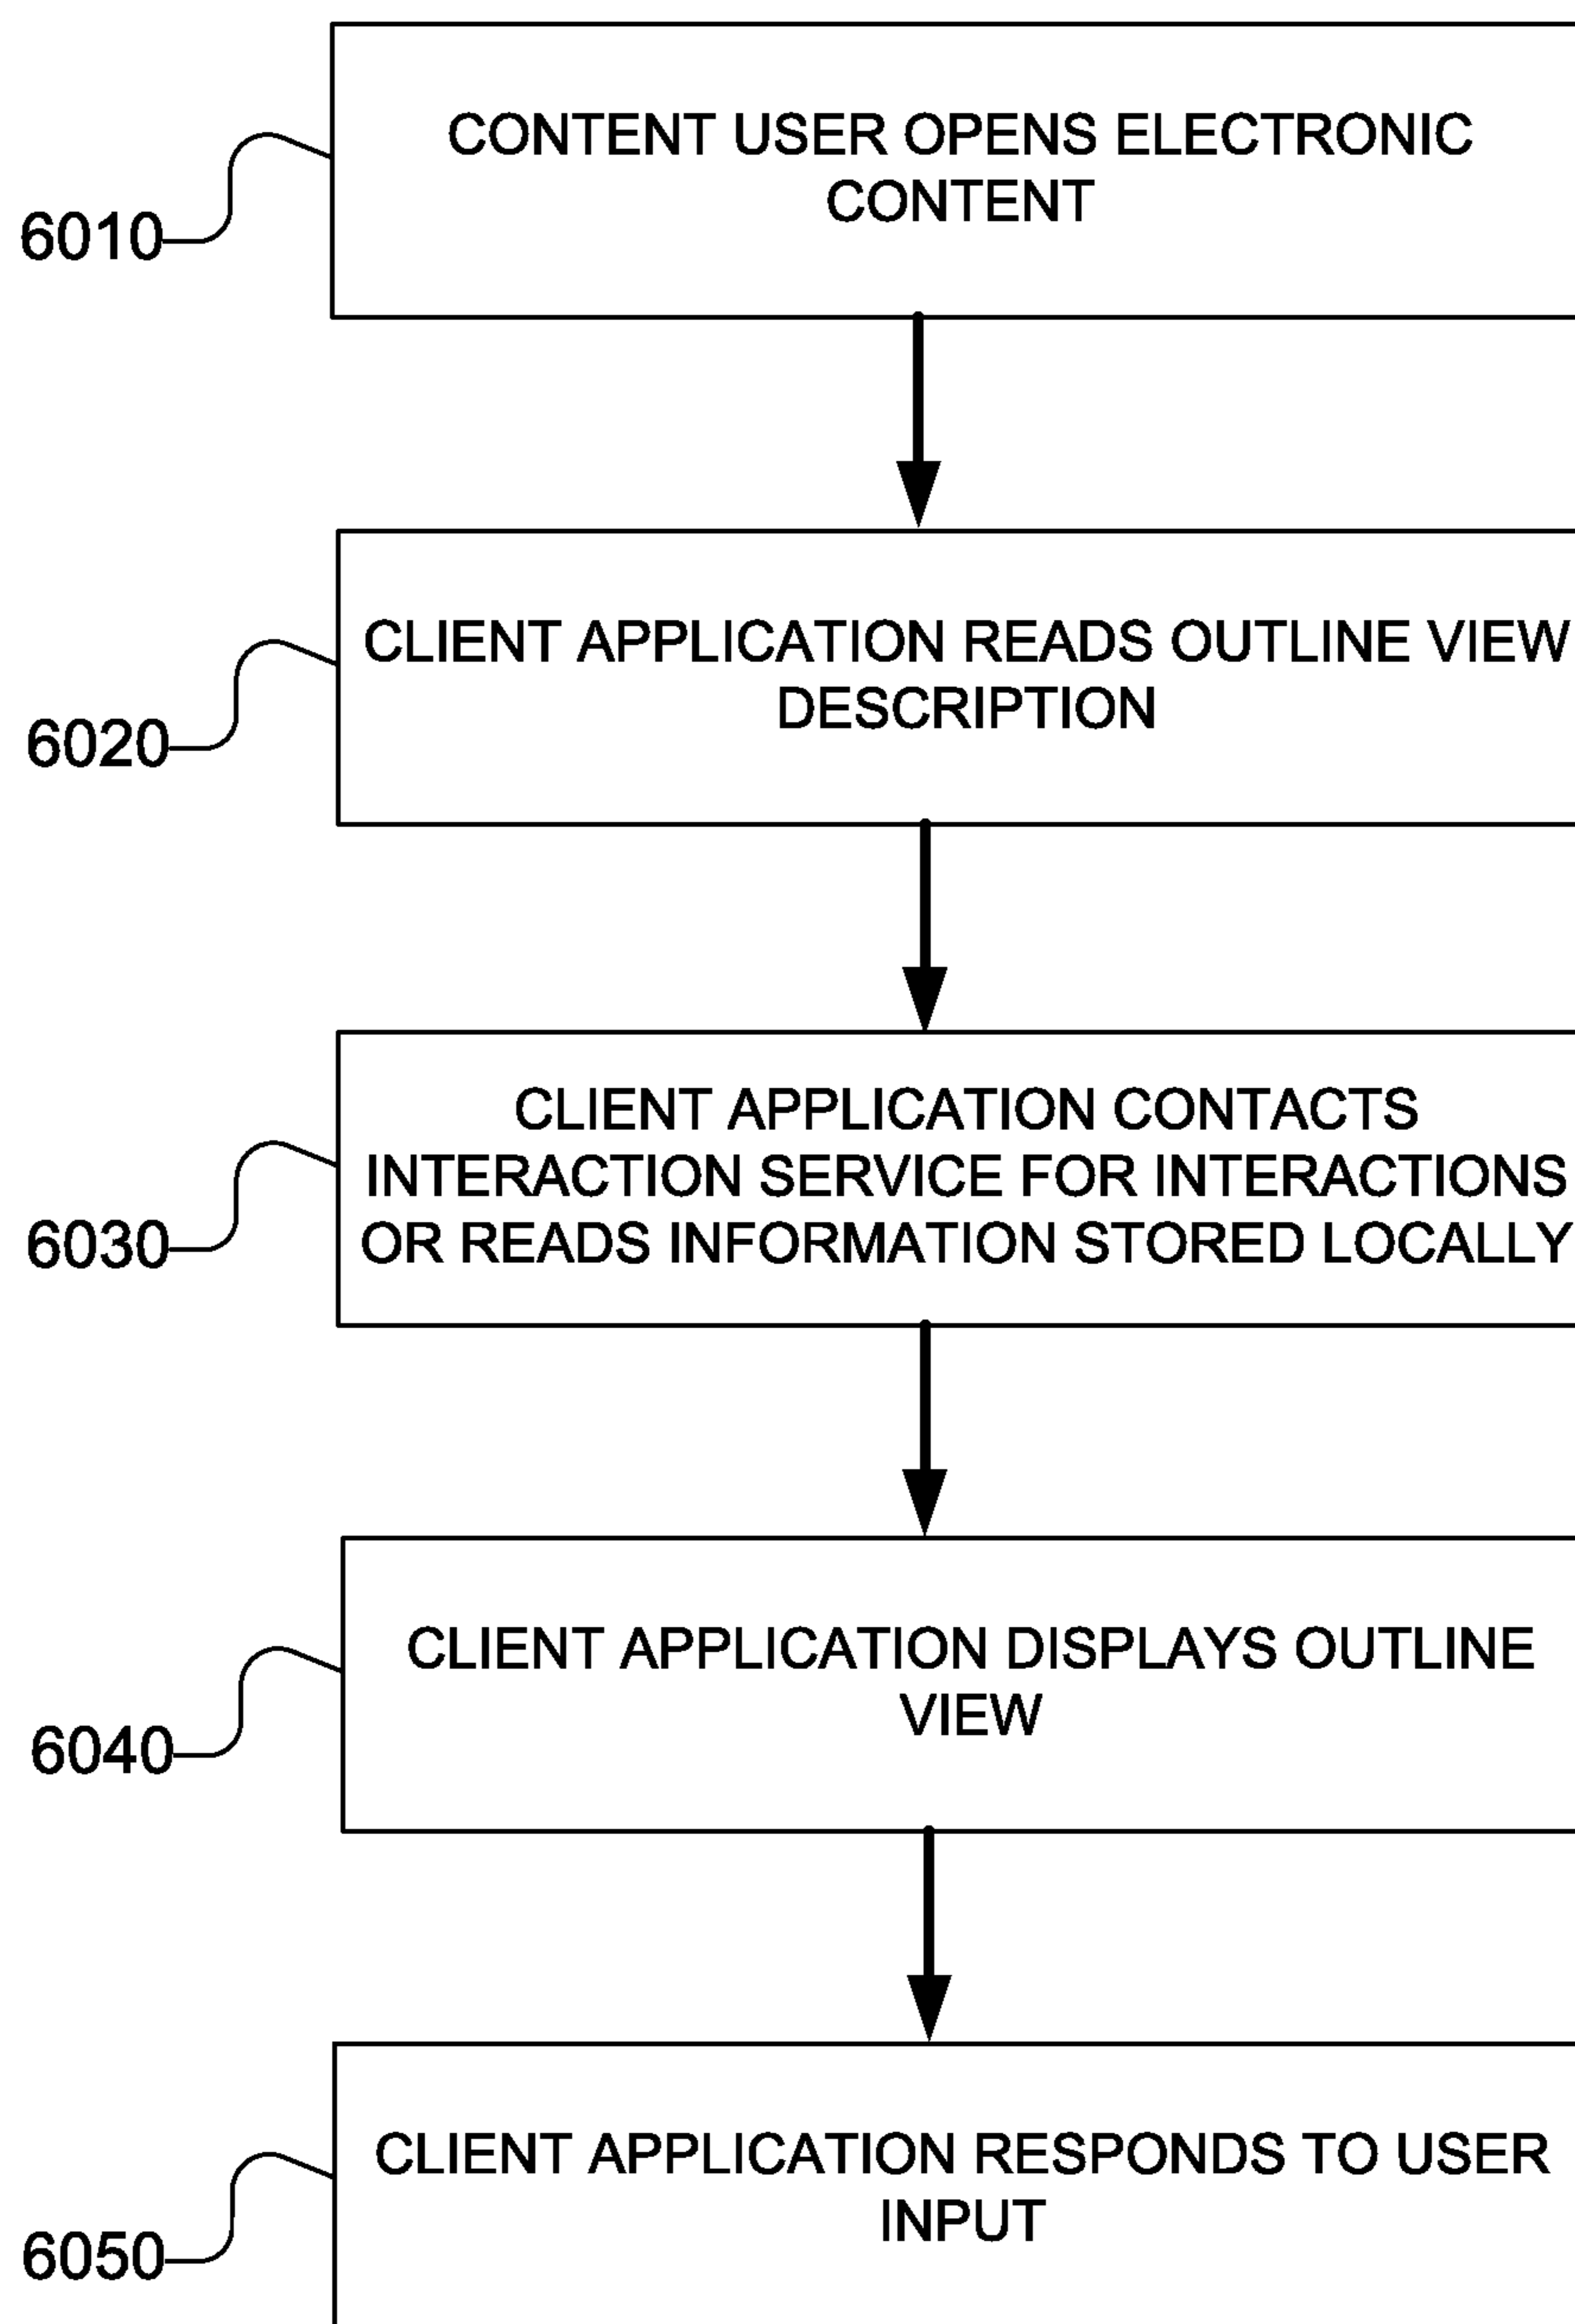 CONTENT USER OPENS ELECTRONIC
CONTENT
6010
CLIENT APPLICATION READS OUTLINE VIEW
DESCRIPTION
6020
CLIENT APPLICATION CONTACTS
INTERACTION SERVICE FOR INTERACTIONS
OR READS INFORMATION STORED LOCALLY
6030
CLIENT APPLICATION DISPLAYS OUTLINE
VIEW
6040
CLIENT APPLICATION RESPONDS TO USER
INPUT
6050